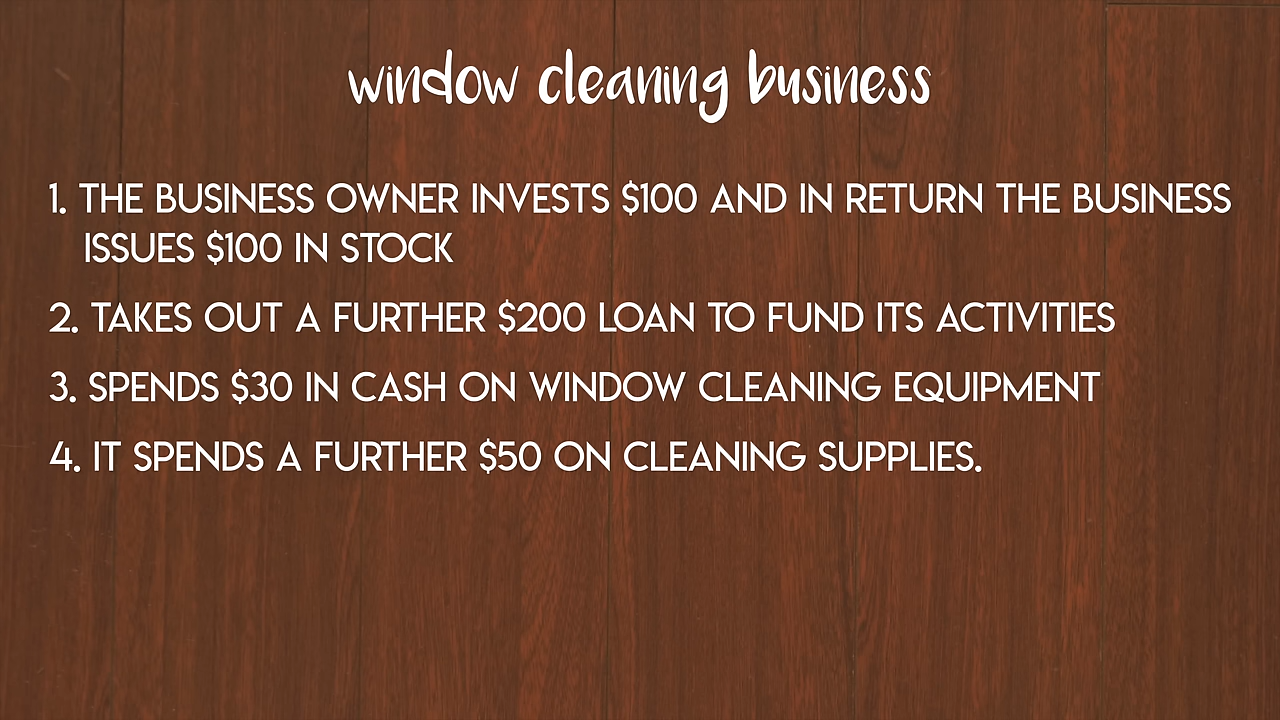 window cleaning business
1. THE BUSINESS OWNER INVESTS $100 AND IN RETURN THE BUSINESS
ISSUES $100 IN STOCK
2. TAKES OUT A FURTHER $200 LOAN TO FUND ITS ACTIVITIES
3. SPENDS $30 IN CASH ON WINDOW CLEANING EQUIPMENT
4. IT SPENDS A FURTHER $50 ON CLEANING SUPPLIES.